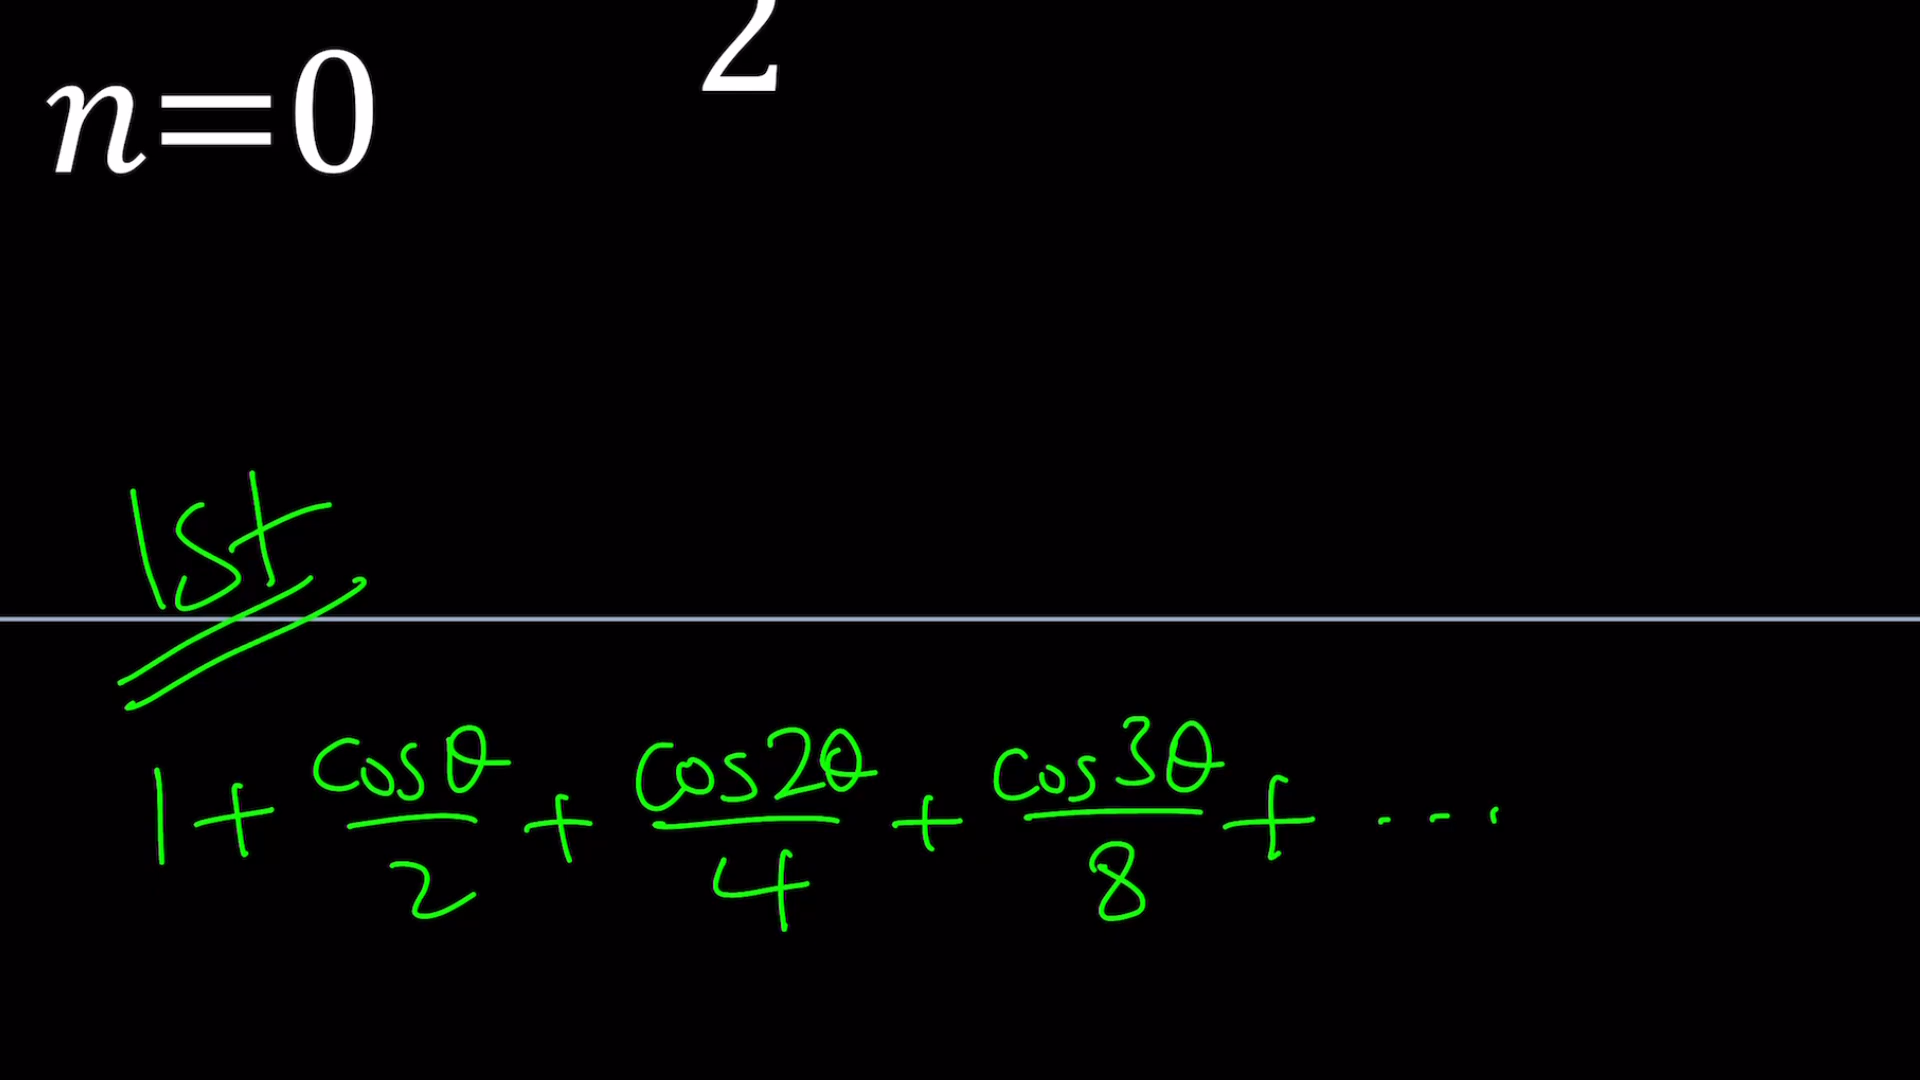 n=0 2
1st
1 + cosθ/2 + cos2θ/4 + cos3θ/8 + ...